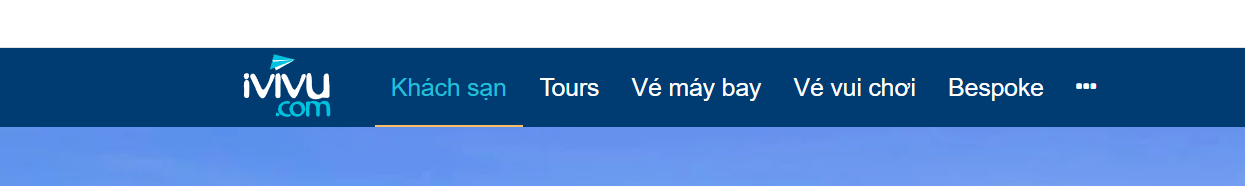 iVIVU
.com
Khách sạn Tours Vé máy bay Vé vui chơi Bespoke •••